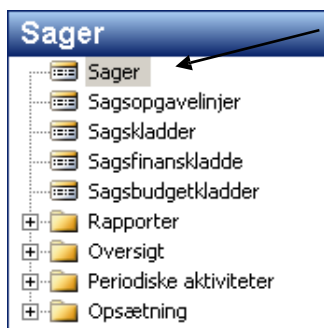 Sager
Sager
Sagsopgavelinjer
Sagskladder
Sagsfinanskladde
Sagsbudgetkladder
Rapporter
Oversigt
Periodiske aktiviteter
Opsætning